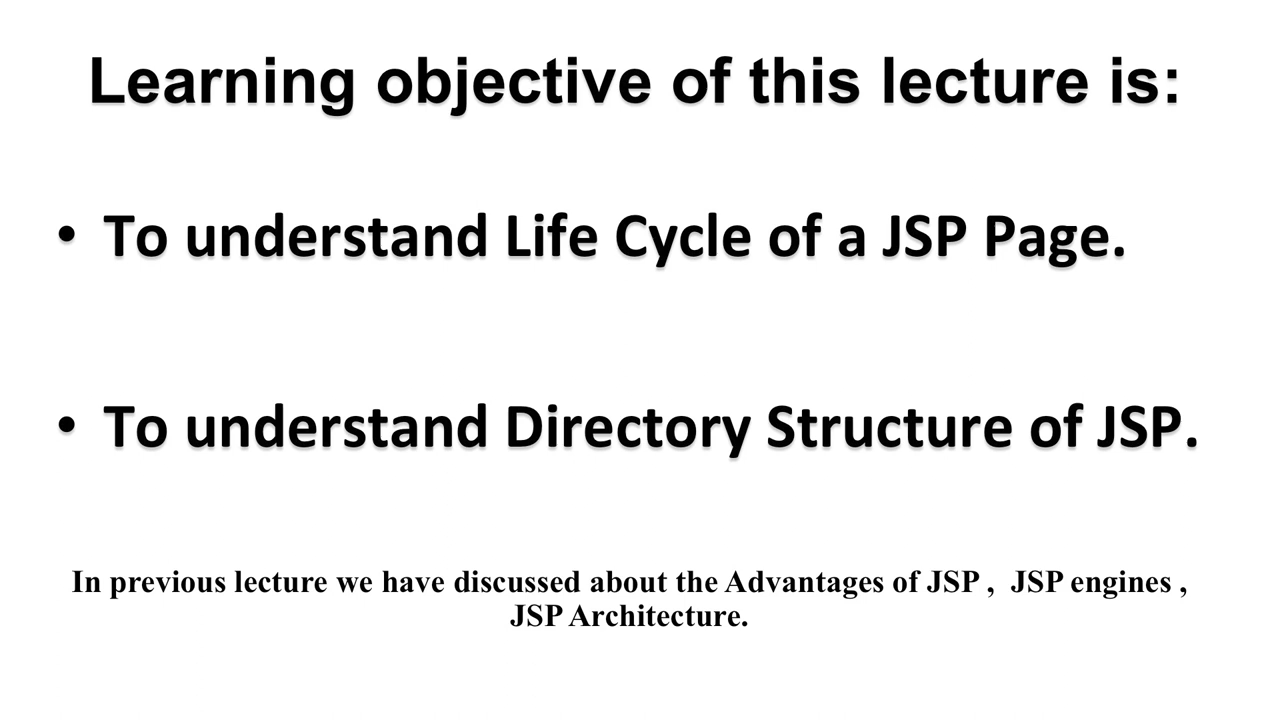 Learning objective of this lecture is:
• To understand Life Cycle of a JSP Page.
• To understand Directory Structure of JSP.
In previous lecture we have discussed about the Advantages of JSP ,  JSP engines ,
JSP Architecture.